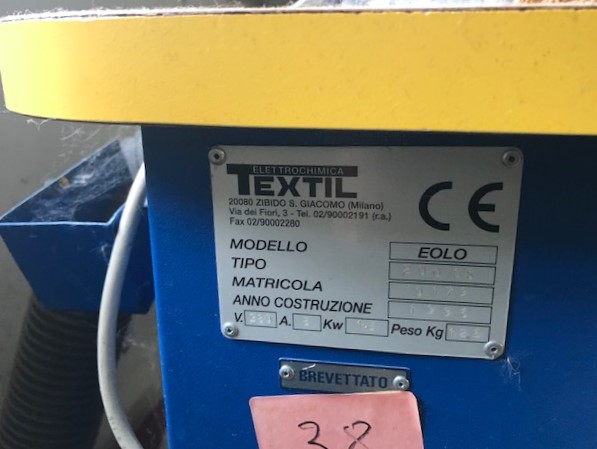 ELETTROCHIMICA
TEXTIL
20080 ZIBIDO S. GIACOMO (Milano)
Via dei Fiori, 3 - Tel. 02/90002191 (r.a.)
Fax 02/90002280
CE
MODELLO EOLO
TIPO
MATRICOLA
ANNO COSTRUZIONE
V. A. Kw Peso Kg
BREVETTATO
38